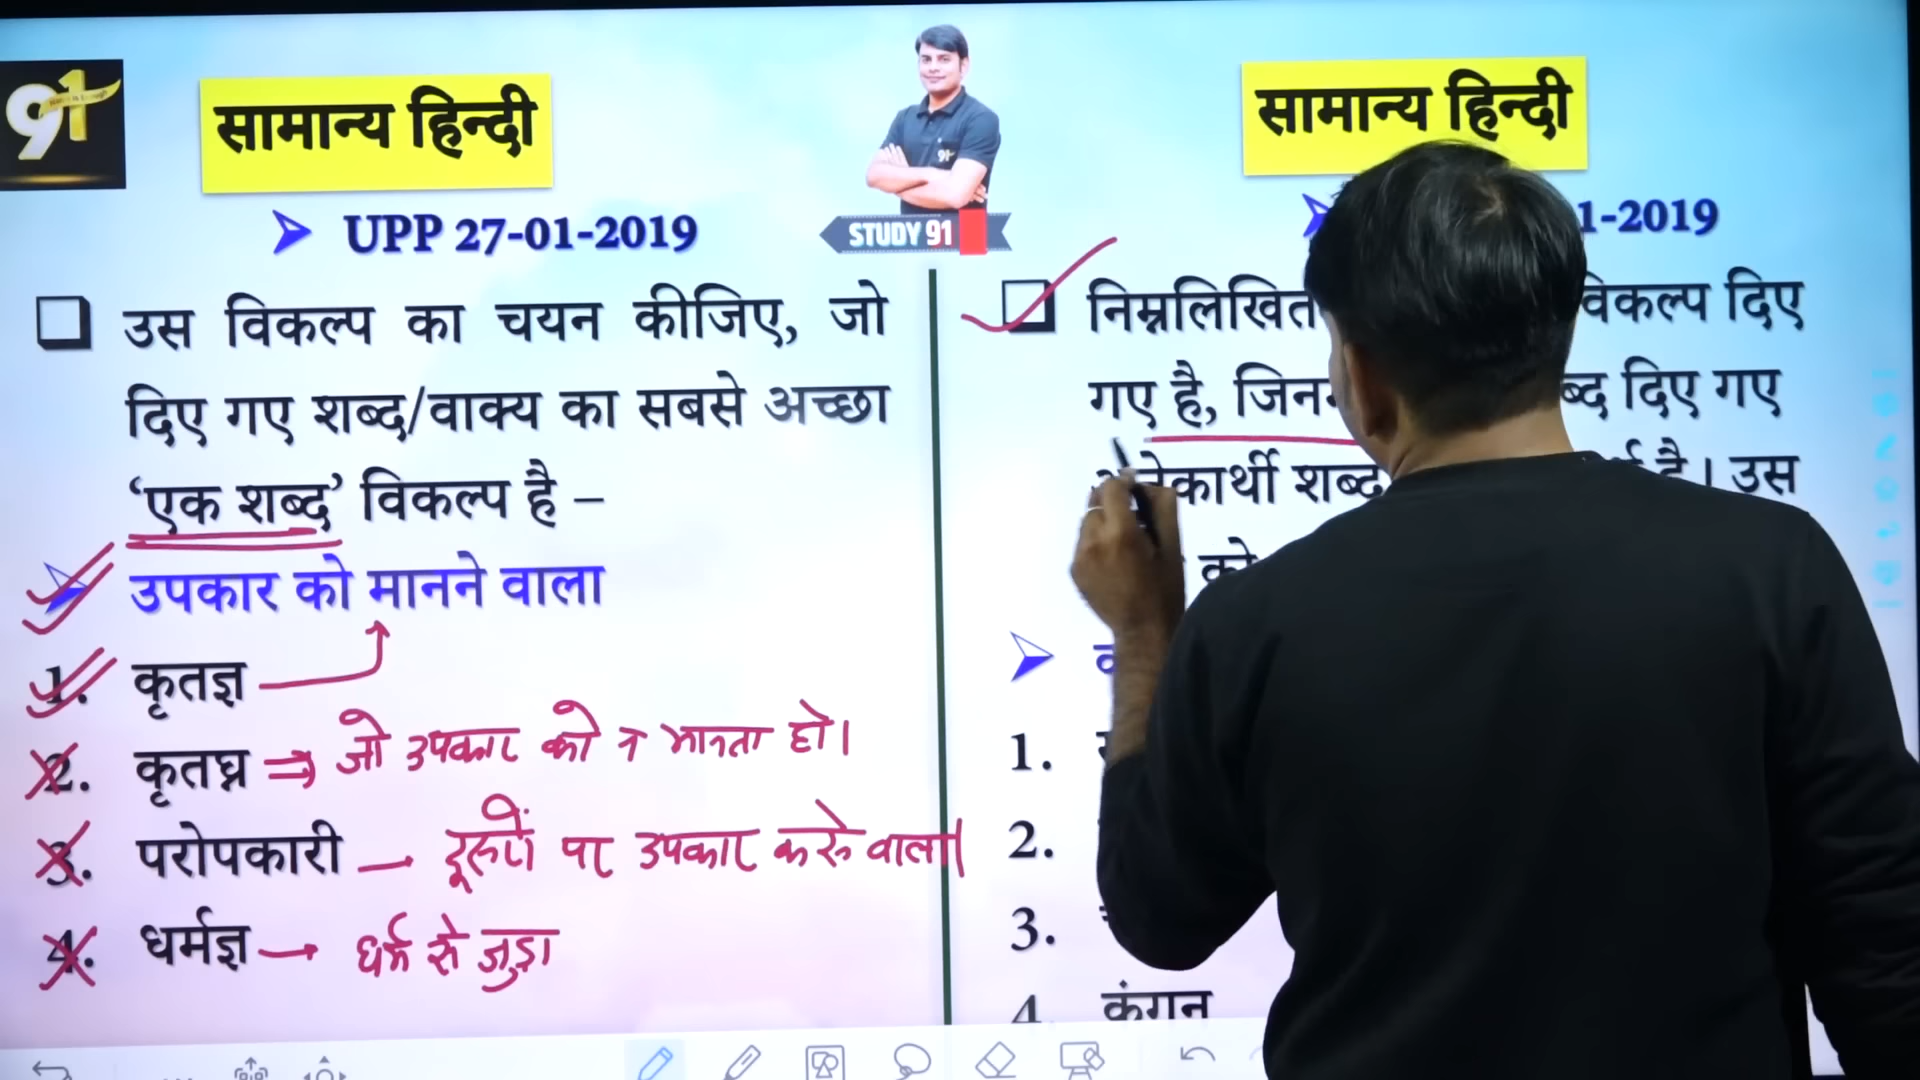 91
सामान्य हिन्दी
UPP 27-01-2019
STUDY 91
उस विकल्प का चयन कीजिए, जो
दिए गए शब्द/वाक्य का सबसे अच्छा
‘एक शब्द’ विकल्प है –
उपकार को मानने वाला
1. कृतज्ञ
2. कृतघ्न ⇒ जो उपकार को न मानता हो।
3. परोपकारी → दूसरों पर उपकार करने वाला।
4. धर्मज्ञ → धर्म से जुड़ा
सामान्य हिन्दी
1-2019
निम्नलिखित विकल्प दिए
गए है, जिन ब्द दिए गए
शब्द है। उस
को
1.
2.
3.
4. कंगन